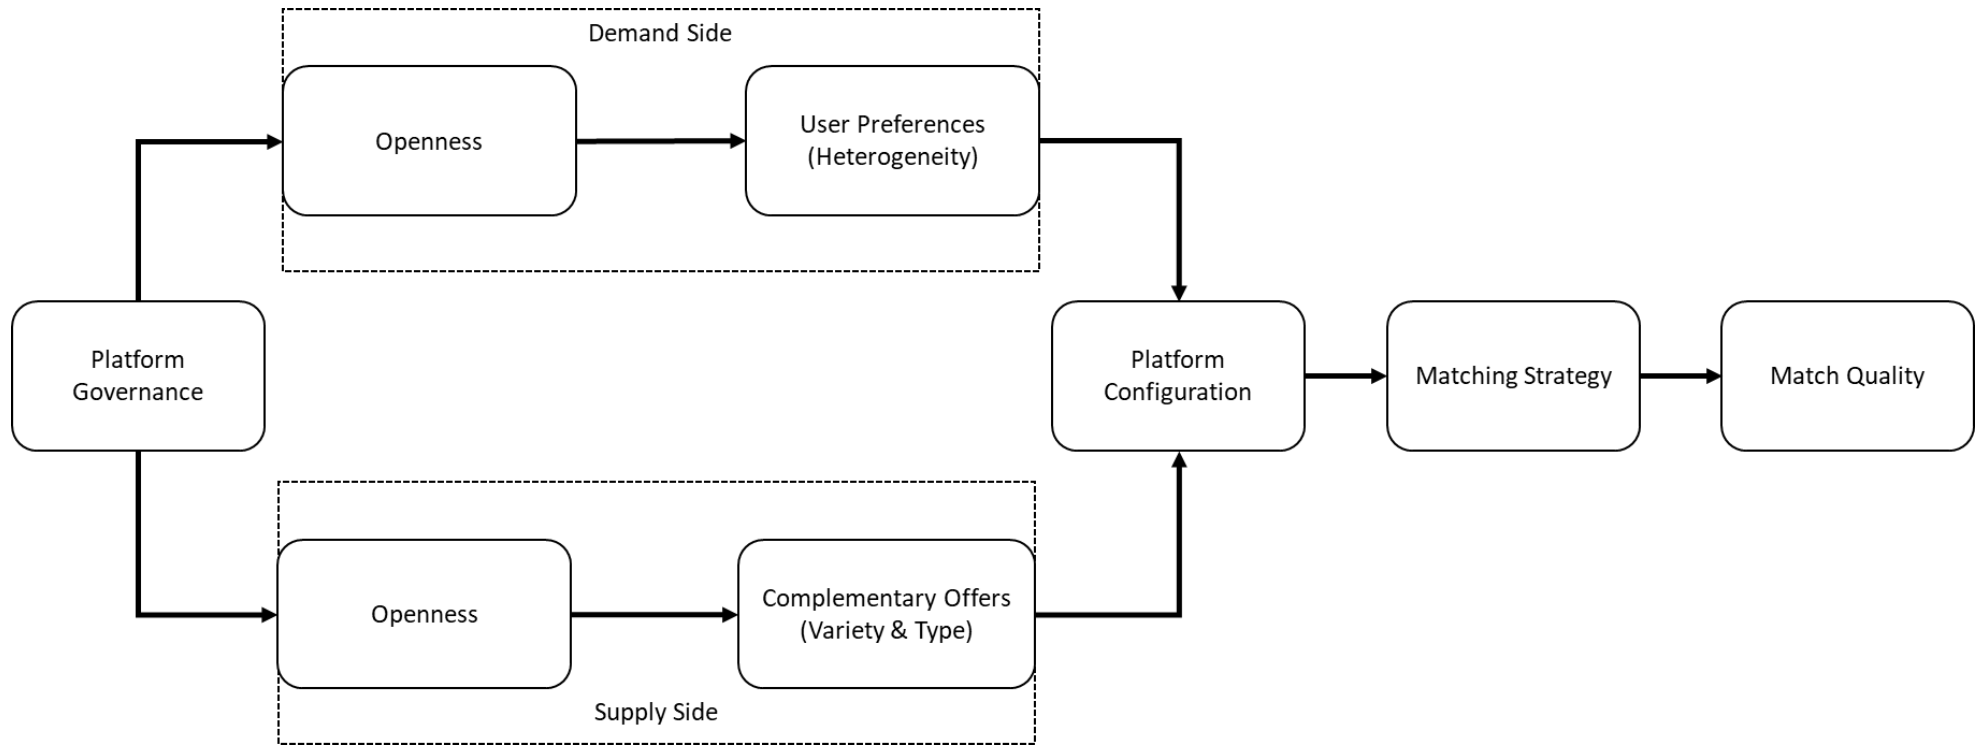 Demand Side
Openness
User Preferences
(Heterogeneity)
Platform
Governance
Platform
Configuration
Matching Strategy
Match Quality
Openness
Complementary Offers
(Variety & Type)
Supply Side